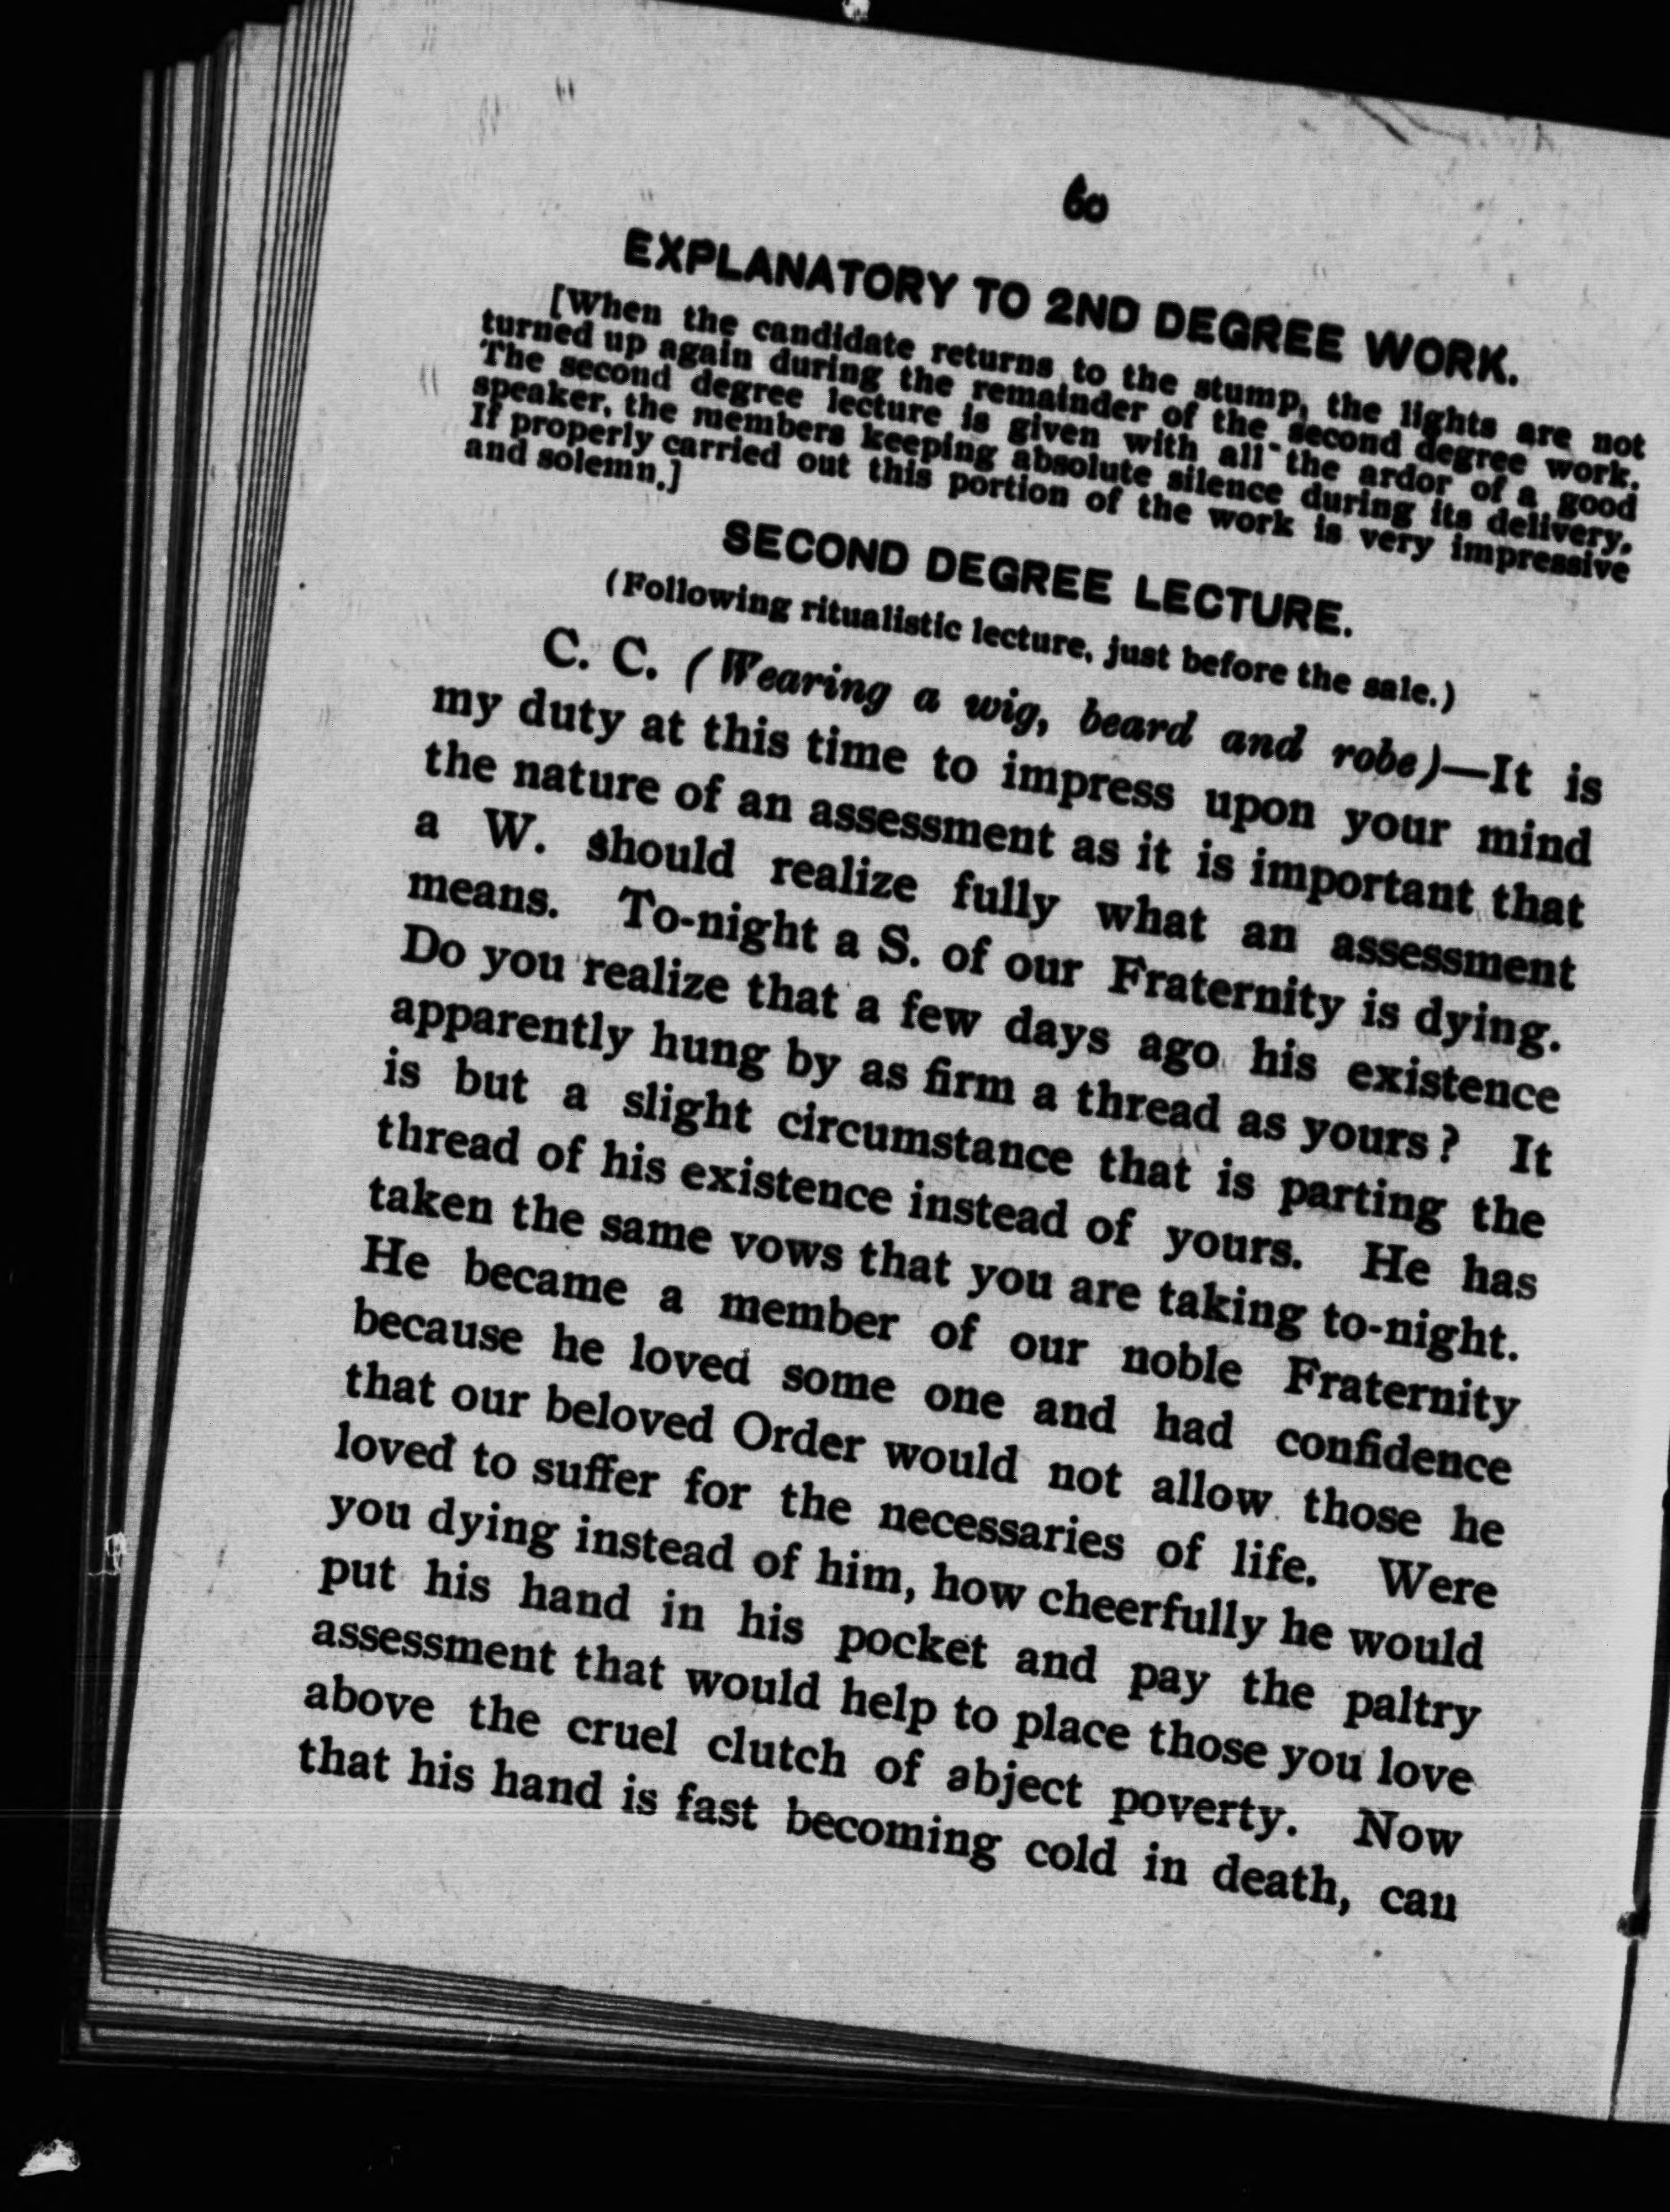 60
EXPLANATORY TO 2ND DEGREE WORK.
[When the candidate returns to the stump, the lights are not
turned up again during the remainder of the second degree work.
The second degree lecture is given with all the ardor of a good
speaker, the members keeping absolute silence during its delivery.
If properly carried out this portion of the work is very impressive
and solemn.]
SECOND DEGREE LECTURE.
(Following ritualistic lecture, just before the sale.)
C. C. (Wearing a wig, beard and robe)—It is
my duty at this time to impress upon your mind
the nature of an assessment as it is important that
a W. should realize fully what an assessment
means. To-night a S. of our Fraternity is dying.
Do you realize that a few days ago his existence
apparently hung by as firm a thread as yours? It
is but a slight circumstance that is parting the
thread of his existence instead of yours. He has
taken the same vows that you are taking to-night.
He became a member of our noble Fraternity
because he loved some one and had confidence
that our beloved Order would not allow those he
loved to suffer for the necessaries of life. Were
you dying instead of him, how cheerfully he would
put his hand in his pocket and pay the paltry
assessment that would help to place those you love
above the cruel clutch of abject poverty. Now
that his hand is fast becoming cold in death, can